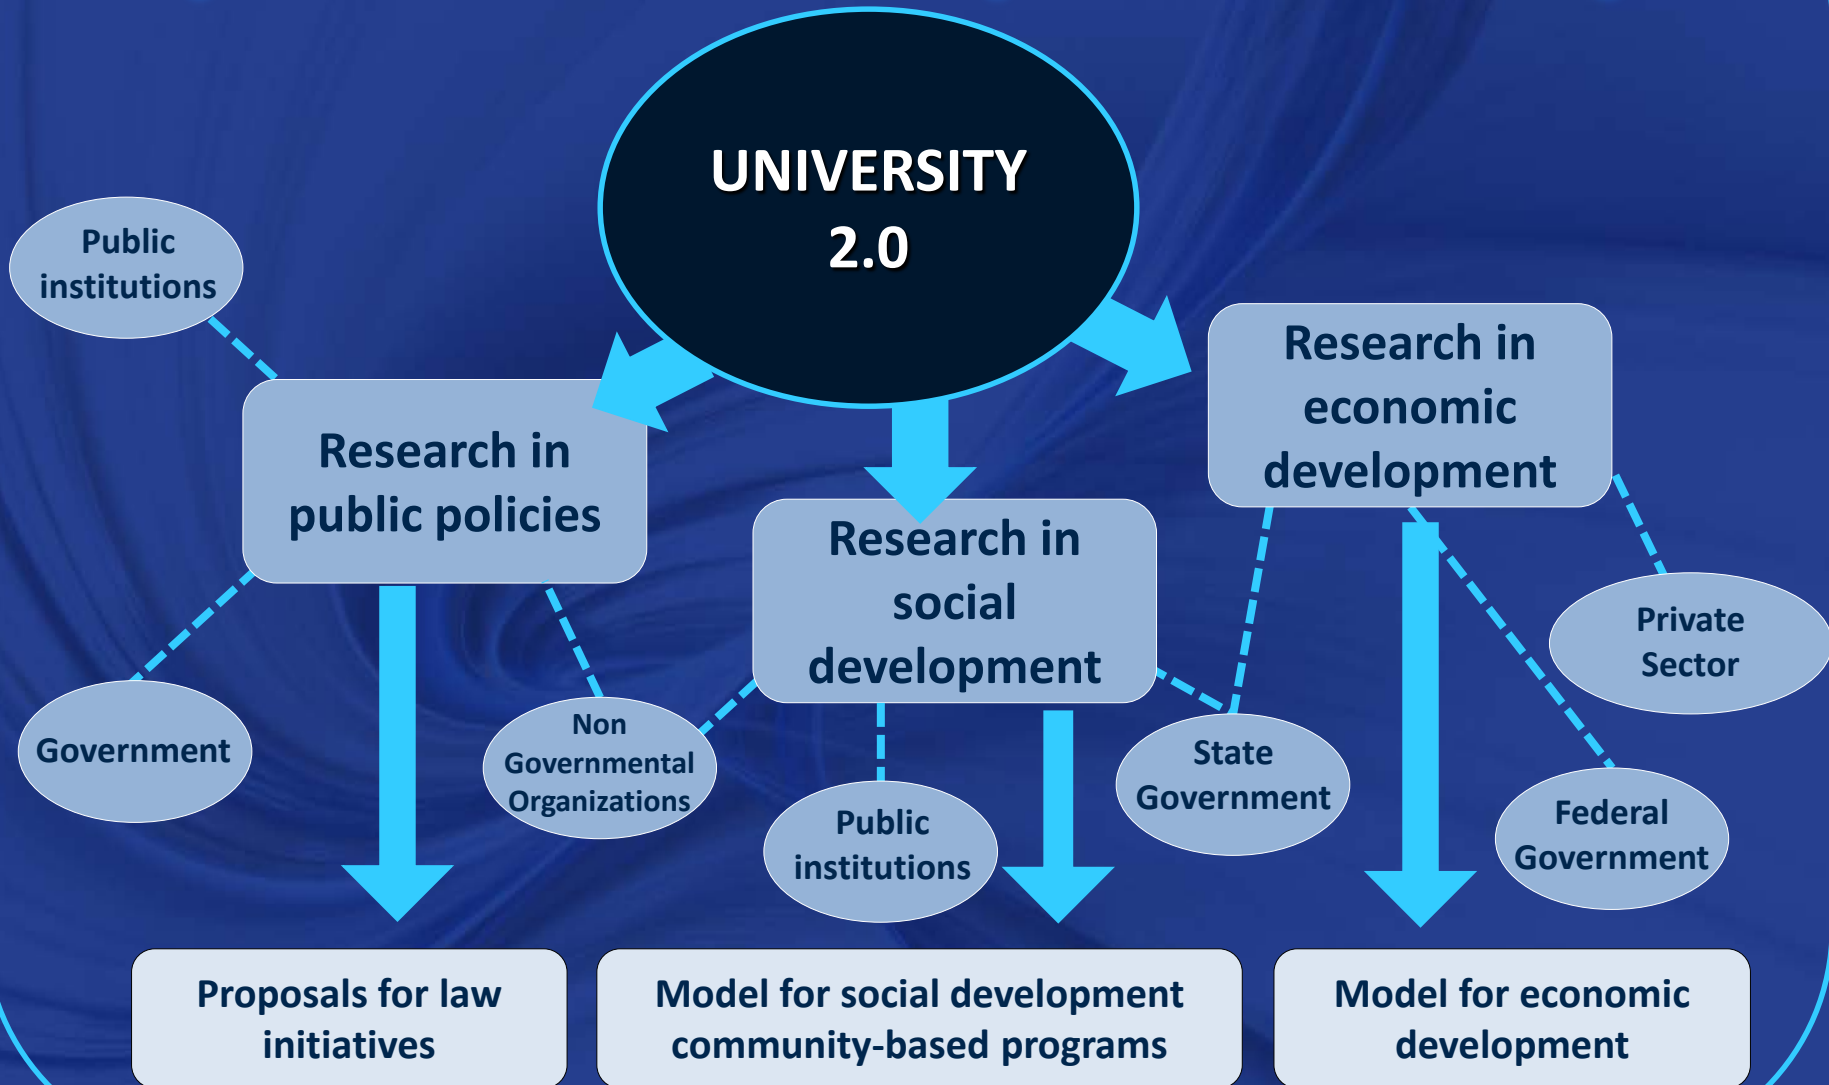 UNIVERSITY
2.0
Public
institutions
Research in
public policies
Research in
social
development
Research in
economic
development
Government
Non
Governmental
Organizations
Public
institutions
State
Government
Private
Sector
Federal
Government
Proposals for law
initiatives
Model for social development
community-based programs
Model for economic
development